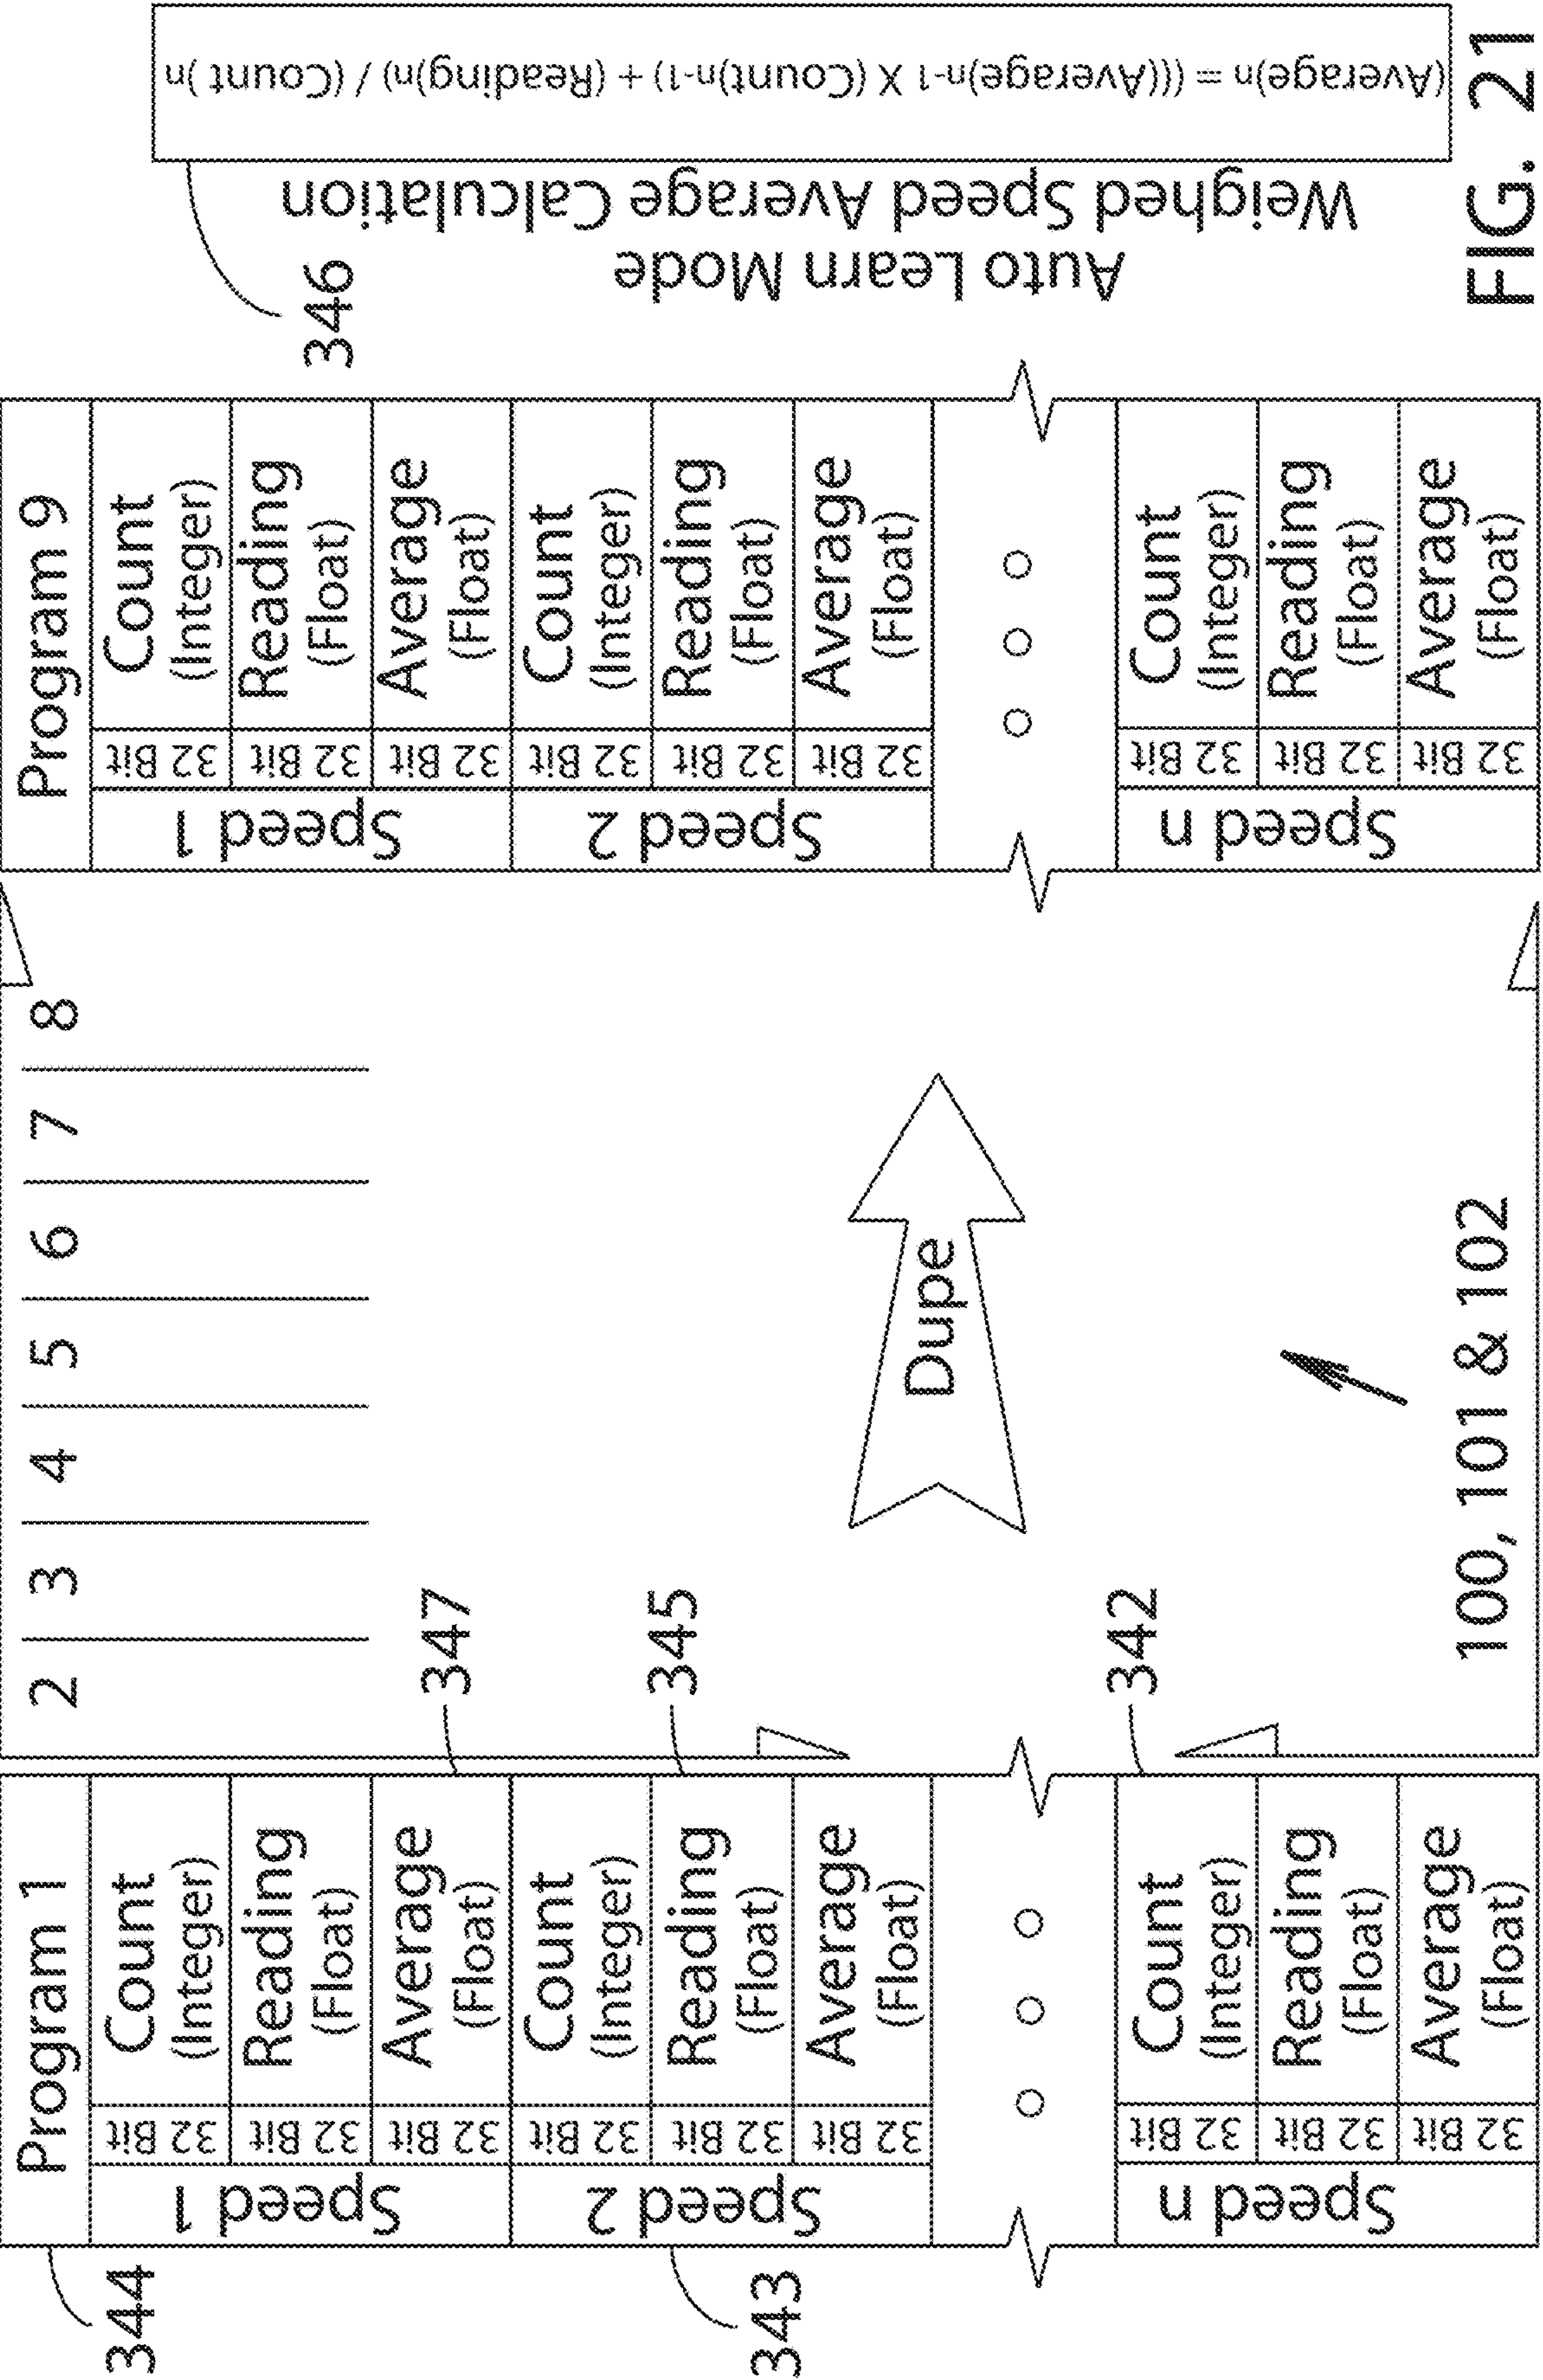 344
343
Program 1
Speed 1
32 Bit
Count
(Integer)
32 Bit
Reading
(Float)
32 Bit
Average
(Float)
Speed 2
32 Bit
Count
(Integer)
32 Bit
Reading
(Float)
32 Bit
Average
(Float)
Speed n
32 Bit
Count
(Integer)
32 Bit
Reading
(Float)
32 Bit
Average
(Float)
347
345
342
2
3
4
5
6
7
8
Dupe
100, 101 & 102
Program 9
Speed 1
32 Bit
Count
(Integer)
32 Bit
Reading
(Float)
32 Bit
Average
(Float)
Speed 2
32 Bit
Count
(Integer)
32 Bit
Reading
(Float)
32 Bit
Average
(Float)
Speed n
32 Bit
Count
(Integer)
32 Bit
Reading
(Float)
32 Bit
Average
(Float)
346
Auto Learn Mode
Weighed Speed Average Calculation
(Average)n = (((Average)n-1 X (Count)n-1) + (Reading)n) / (Count )n
FIG. 21